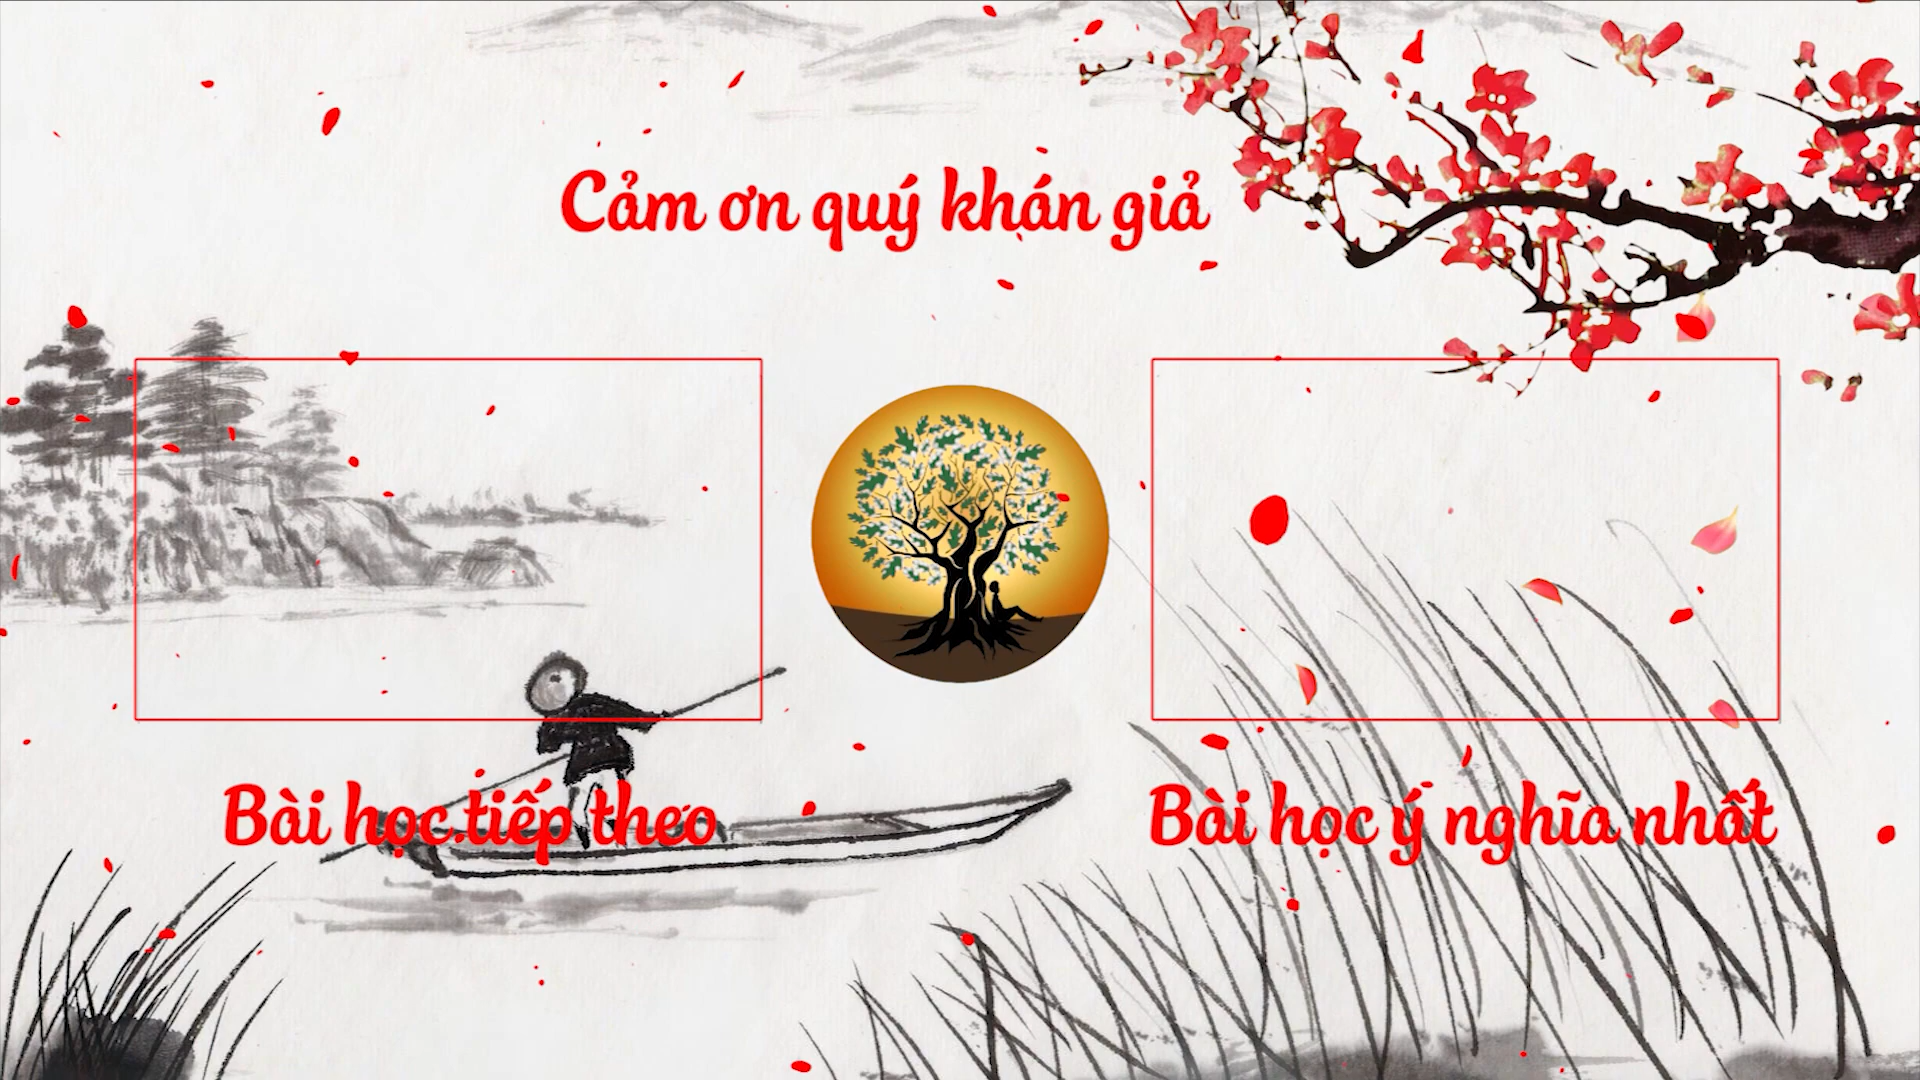 Cảm ơn quý khán giả
Bài học tiếp theo
Bài học ý nghĩa nhất